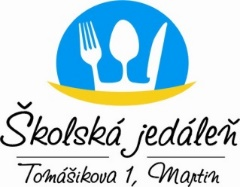 Školská jedáleň
Tomášikova 1, Martin